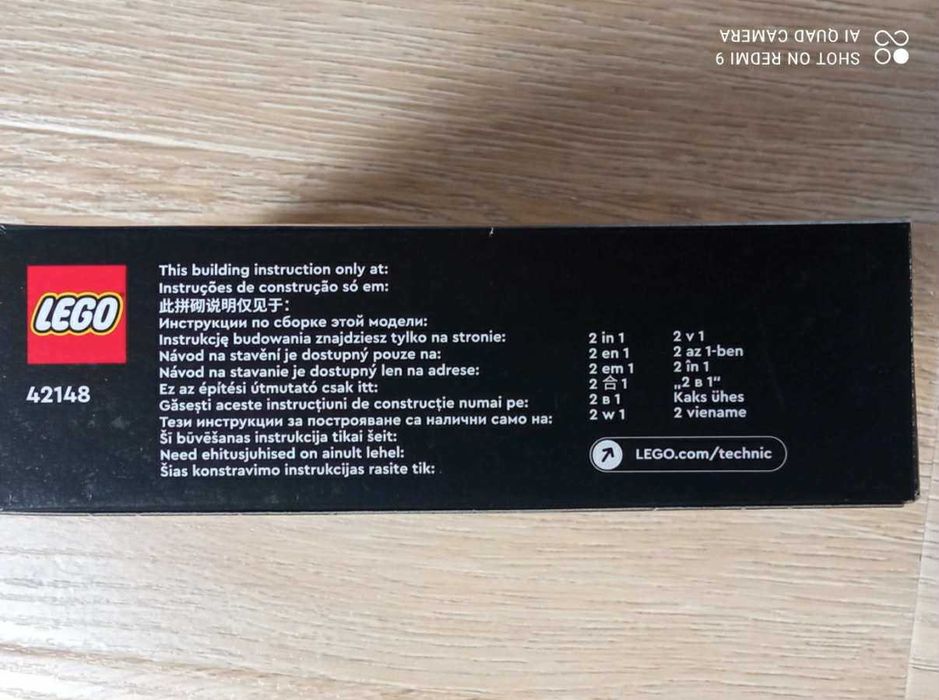 SHOT ON REDMI 9
AI QUAD CAMERA
LEGO
42148
This building instruction only at:
Instruções de construção só em:
此拼砌说明仅见于：
Инструкции по сборке этой модели:
Instrukcję budowania znajdziesz tylko na stronie:
Návod na stavění je dostupný pouze na:
Návod na stavanie je dostupný len na adrese:
Ez az építési útmutató csak itt:
Găsești aceste instrucțiuni de construcție numai pe:
Тези инструкции за построяване са налични само на:
Šī būvēšanas instrukcija tikai šeit:
Need ehitusjuhised on ainult lehel:
Šias konstravimo instrukcijas rasite tik:
2 in 1
2 en 1
2 em 1
2 合 1
2 в 1
2 w 1
2 v 1
2 az 1-ben
2 în 1
„2 в 1“
Kaks ühes
2 viename
LEGO.com/technic